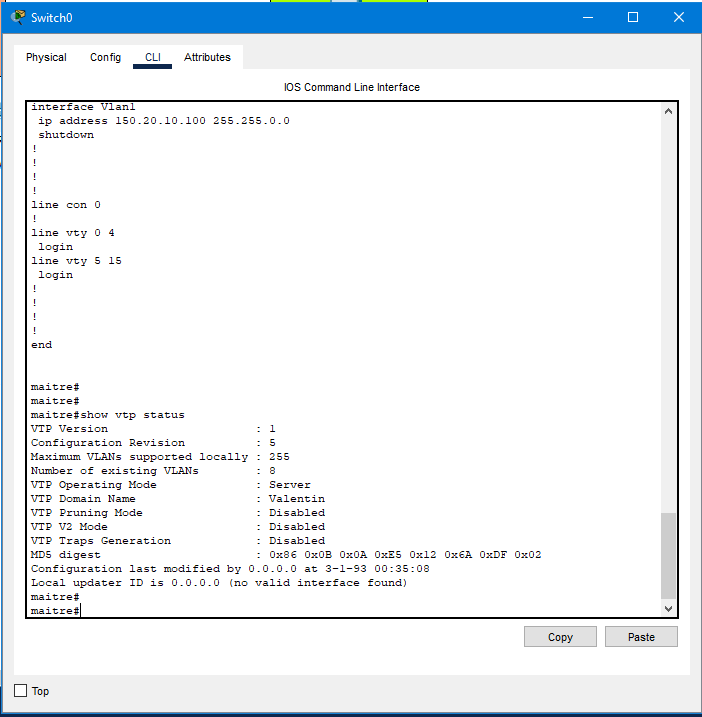 Switch0
Physical Config CLI Attributes
IOS Command Line Interface
interface Vlan1
 ip address 150.20.10.100 255.255.0.0
 shutdown
!
!
!
!
line con 0
!
line vty 0 4
 login
line vty 5 15
 login
!
!
!
!
end
maitre#
maitre#
maitre#show vtp status
VTP Version : 1
Configuration Revision : 5
Maximum VLANs supported locally : 255
Number of existing VLANs : 8
VTP Operating Mode : Server
VTP Domain Name : Valentin
VTP Pruning Mode : Disabled
VTP V2 Mode : Disabled
VTP Traps Generation : Disabled
MD5 digest : 0x86 0x0B 0x0A 0xE5 0x12 0x6A 0xDF 0x02
Configuration last modified by 0.0.0.0 at 3-1-93 00:35:08
Local updater ID is 0.0.0.0 (no valid interface found)
maitre#
maitre#
Copy Paste
Top